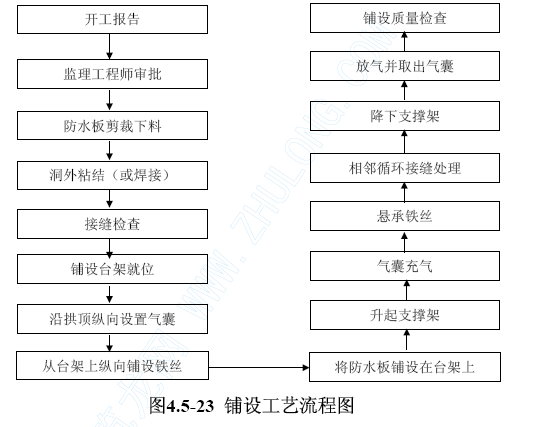 开工报告
监理工程师审批
防水板剪裁下料
洞外粘结（或焊接）
接缝检查
铺设台架就位
沿拱顶纵向设置气囊
从台架上纵向铺设铁丝
将防水板铺设在台架上
升起支撑架
气囊充气
悬承铁丝
相邻循环接缝处理
降下支撑架
放气并取出气囊
铺设质量检查
图4.5-23 铺设工艺流程图
WWW.ZHULONG.COM